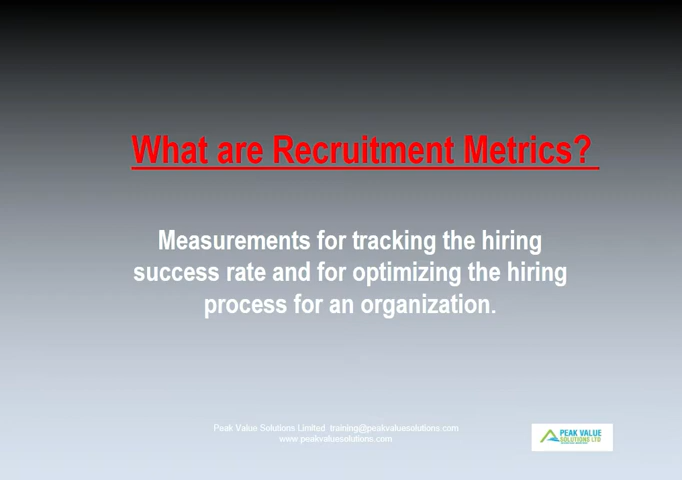 What are Recruitment Metrics?
Measurements for tracking the hiring
success rate and for optimizing the hiring
process for an organization.
Peak Value Solutions Limited training@peakvaluesolutions.com
www.peakvaluesolutions.com
PEAK VALUE
SOLUTIONS LTD